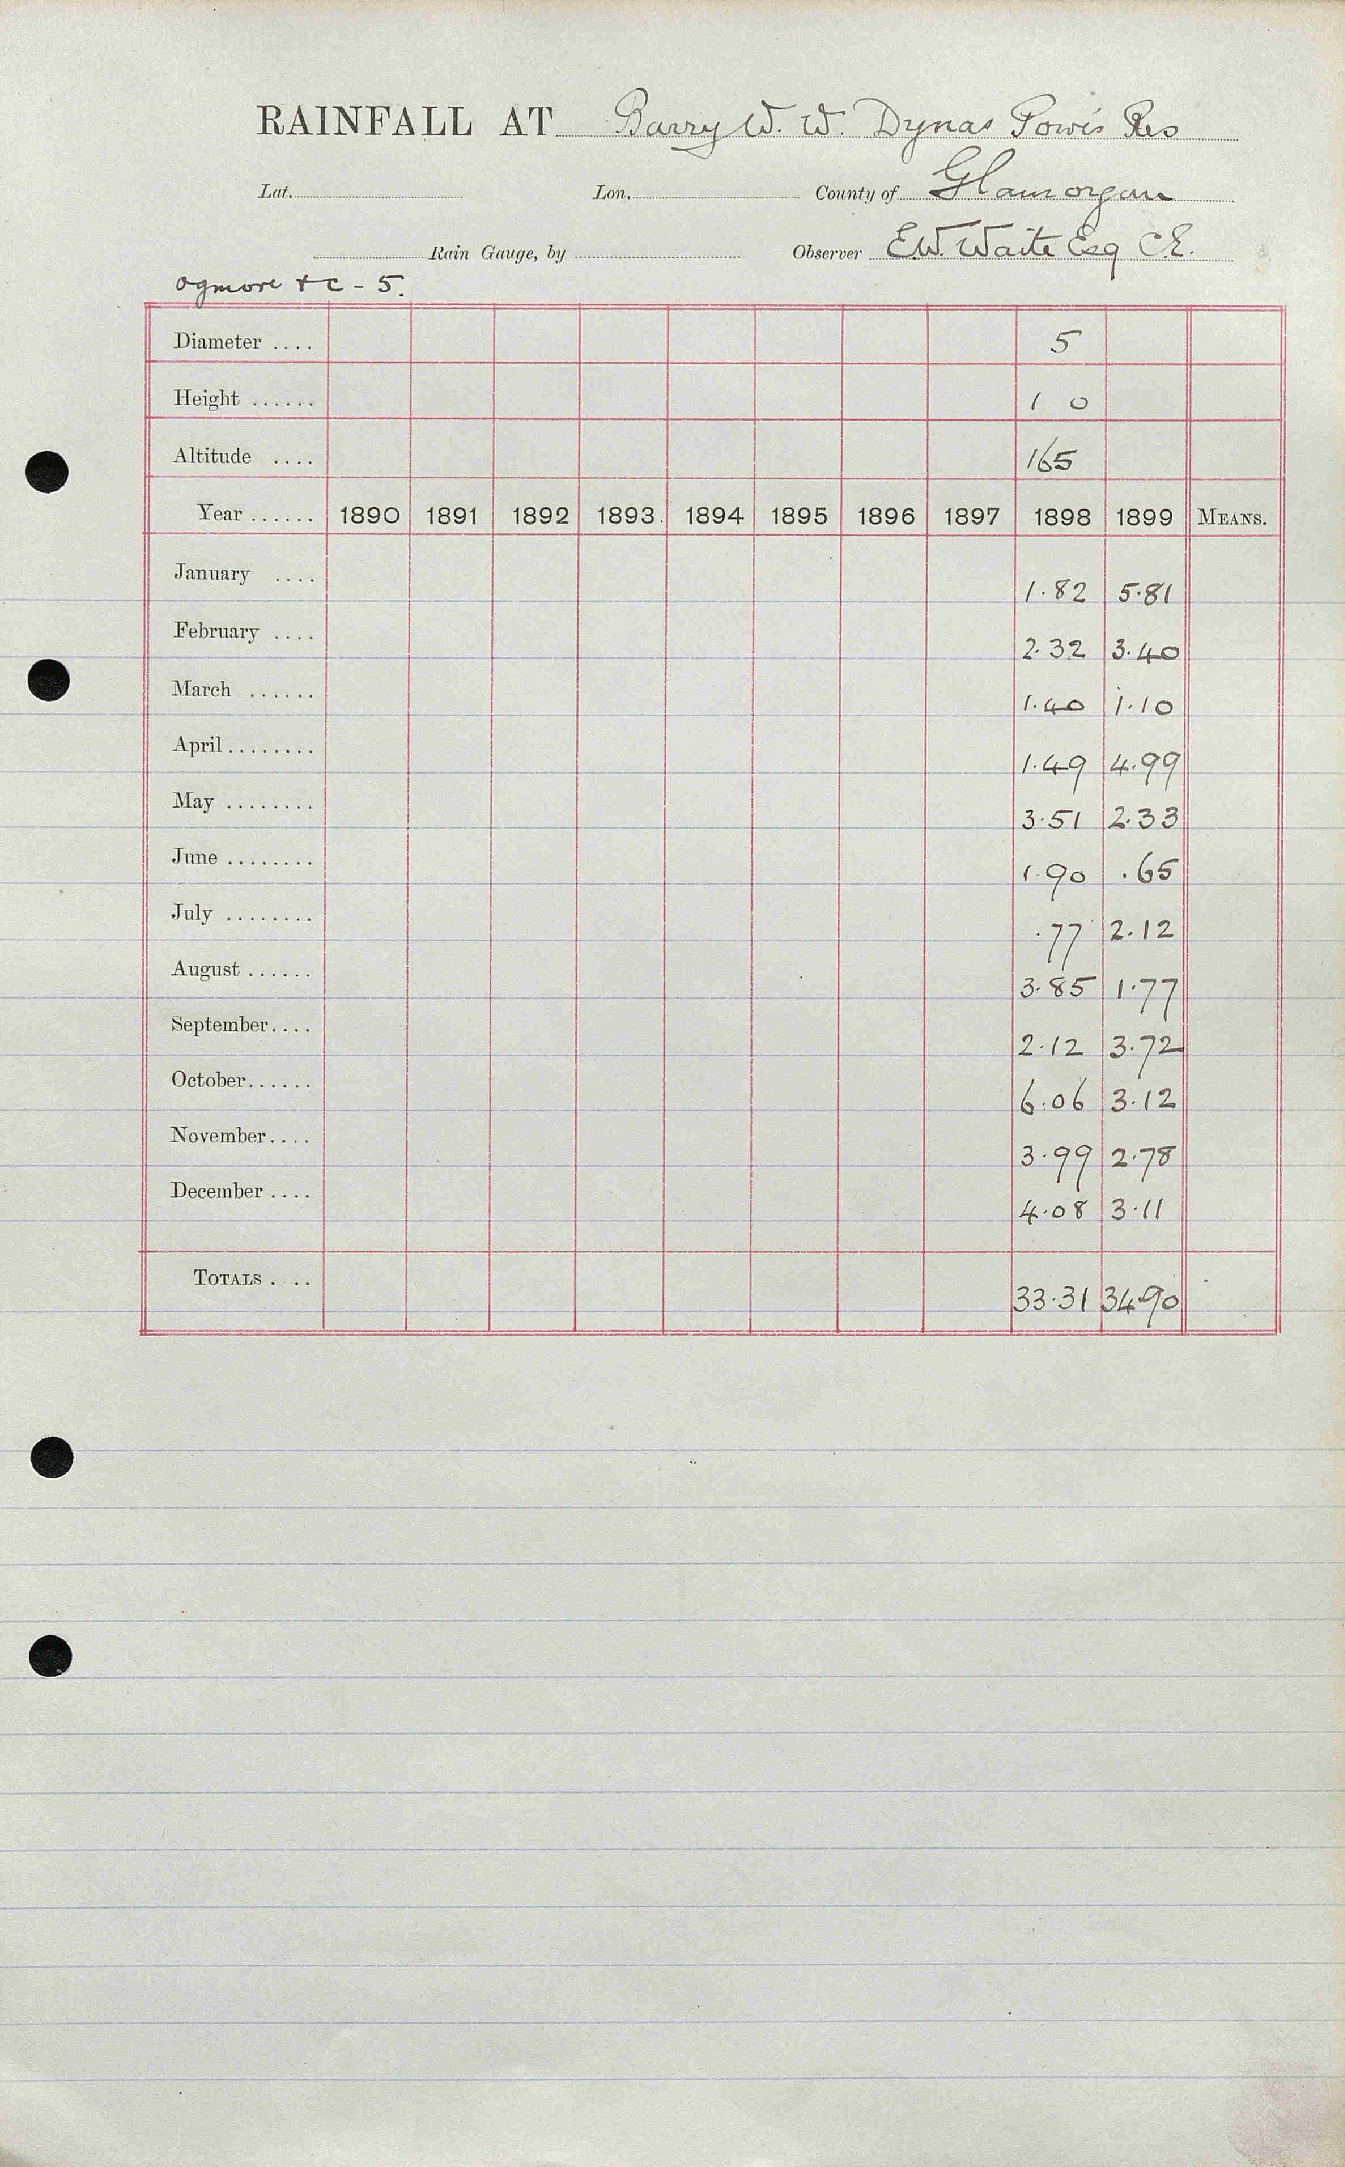 RAINFALL AT Barry W. W. Dynas Powis Res
Lat. Lon. County of Glamorgan
Rain Gauge, by Observer E.W. Waite Esq C.E.
Ogmore & C - 5.
Diameter .... 5
Height ...... 1 0
Altitude .... 165
Year ...... 1890 1891 1892 1893 1894 1895 1896 1897 1898 1899 MEANS.
January .... 1.82 5.81
February .... 2.32 3.40
March ...... 1.40 1.10
April ........ 1.49 4.99
May ........ 3.51 2.33
June ........ 1.90 .65
July ........ .77 2.12
August ...... 3.85 1.77
September .... 2.12 3.72
October ...... 6.06 3.12
November .... 3.99 2.78
December .... 4.08 3.11
TOTALS .... 33.31 34.90